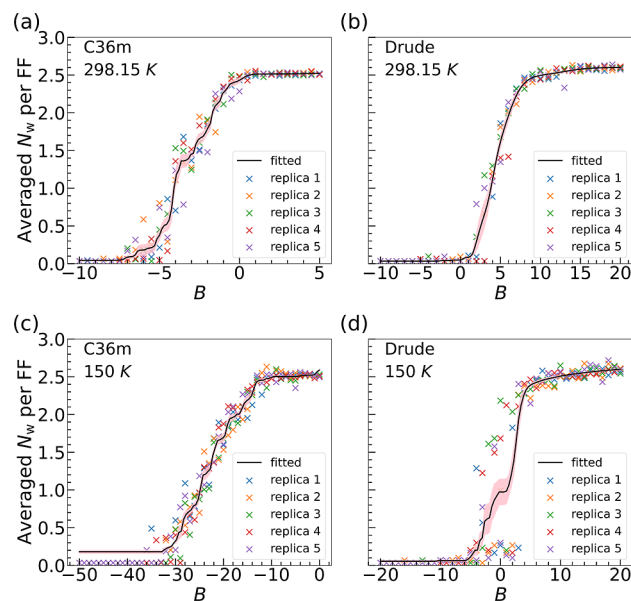 (a)
C36m
298.15 K
Averaged N_w per FF
3.0
2.5
2.0
1.5
1.0
0.5
0.0
−10
−5
0
5
B
fitted
replica 1
replica 2
replica 3
replica 4
replica 5
(b)
Drude
298.15 K
−10
−5
0
5
10
15
20
B
fitted
replica 1
replica 2
replica 3
replica 4
replica 5
(c)
C36m
150 K
Averaged N_w per FF
3.0
2.5
2.0
1.5
1.0
0.5
0.0
−50
−40
−30
−20
−10
0
B
fitted
replica 1
replica 2
replica 3
replica 4
replica 5
(d)
Drude
150 K
−20
−10
0
10
20
B
fitted
replica 1
replica 2
replica 3
replica 4
replica 5